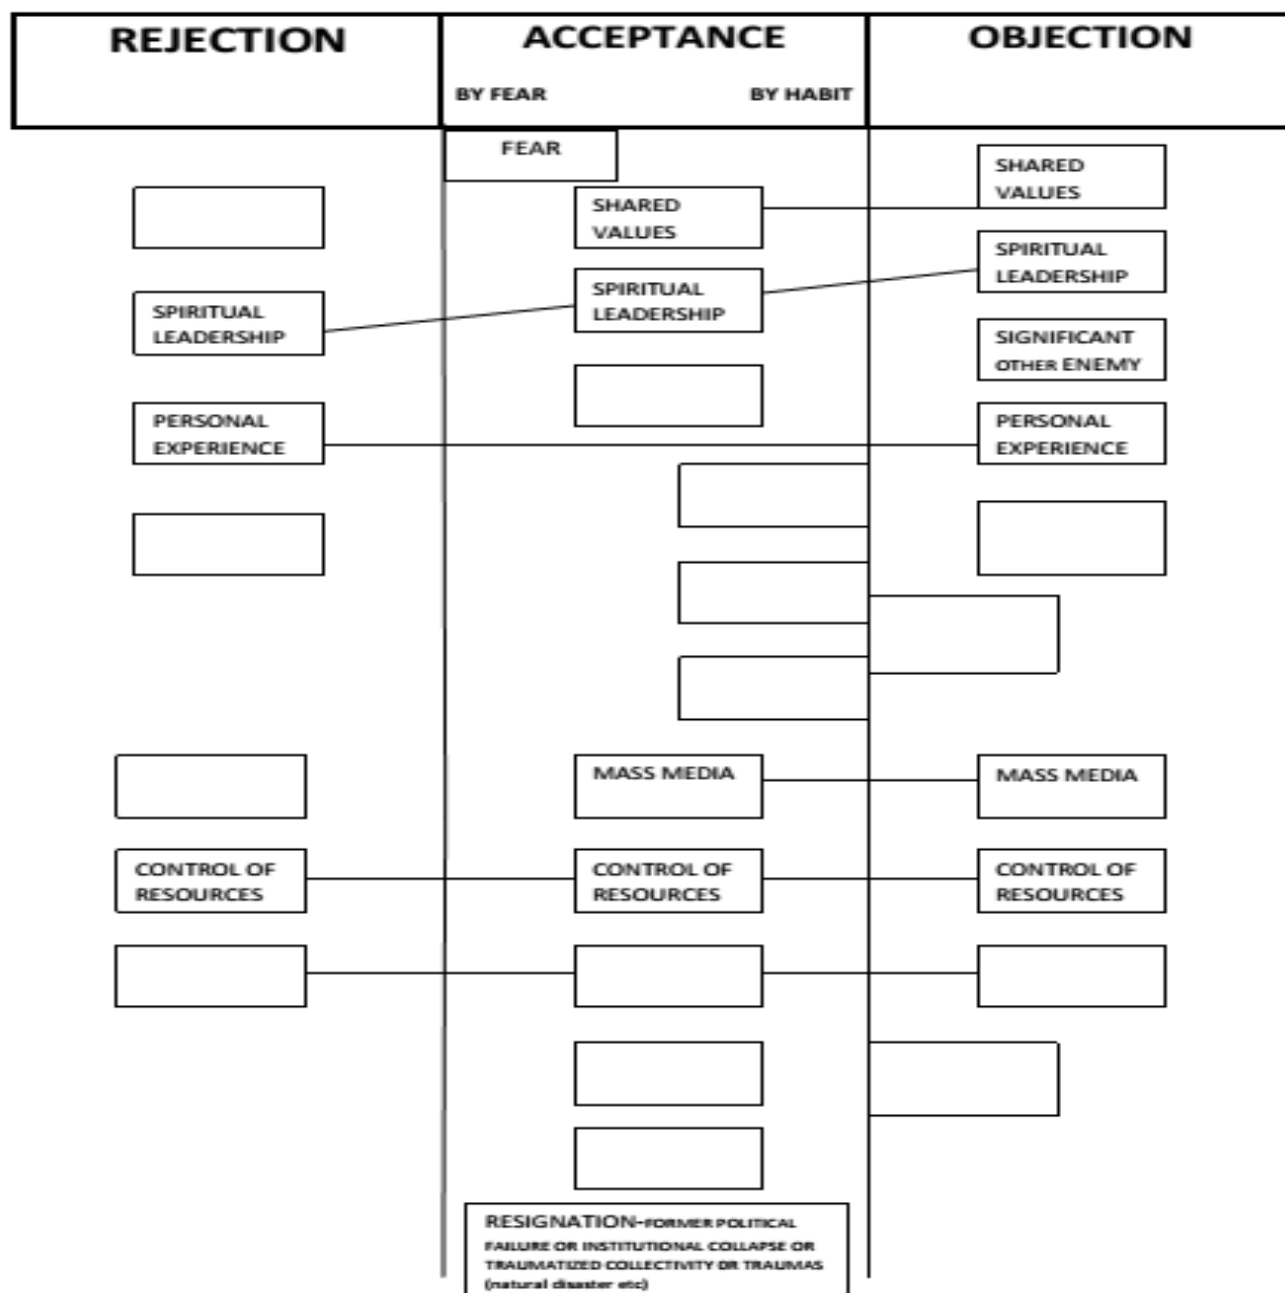 REJECTION
ACCEPTANCE
BY FEAR
BY HABIT
OBJECTION
FEAR
SHARED
VALUES
SHARED
VALUES
SPIRITUAL
LEADERSHIP
SPIRITUAL
LEADERSHIP
SPIRITUAL
LEADERSHIP
SIGNIFICANT
OTHER ENEMY
PERSONAL
EXPERIENCE
PERSONAL
EXPERIENCE
MASS MEDIA
MASS MEDIA
CONTROL OF
RESOURCES
CONTROL OF
RESOURCES
CONTROL OF
RESOURCES
RESIGNATION-FORMER POLITICAL
FAILURE OR INSTITUTIONAL COLLAPSE OR
TRAUMATIZED COLLECTIVITY OR TRAUMAS
(natural disaster etc)